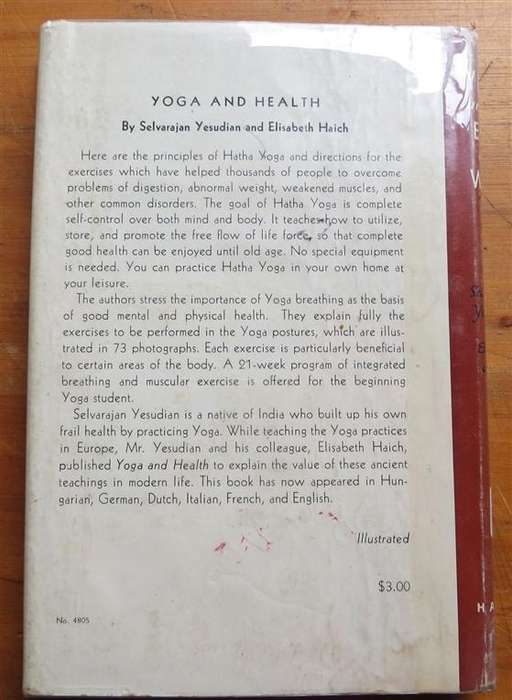 YOGA AND HEALTH
By Selvarajan Yesudian and Elisabeth Haich
Here are the principles of Hatha Yoga and directions for the
exercises which have helped thousands of people to overcome
problems of digestion, abnormal weight, weakened muscles, and
other common disorders. The goal of Hatha Yoga is complete
self-control over both mind and body. It teaches how to utilize,
store, and promote the free flow of life force, so that complete
good health can be enjoyed until old age. No special equipment
is needed. You can practice Hatha Yoga in your own home at
your leisure.
The authors stress the importance of Yoga breathing as the basis
of good mental and physical health. They explain fully the
exercises to be performed in the Yoga postures, which are illus-
trated in 73 photographs. Each exercise is particularly beneficial
to certain areas of the body. A 21-week program of integrated
breathing and muscular exercise is offered for the beginning
Yoga student.
Selvarajan Yesudian is a native of India who built up his own
frail health by practicing Yoga. While teaching the Yoga practices
in Europe, Mr. Yesudian and his colleague, Elisabeth Haich,
published Yoga and Health to explain the value of these ancient
teachings in modern life. This book has now appeared in Hun-
garian, German, Dutch, Italian, French, and English.
Illustrated
$3.00
No. 4805
HA